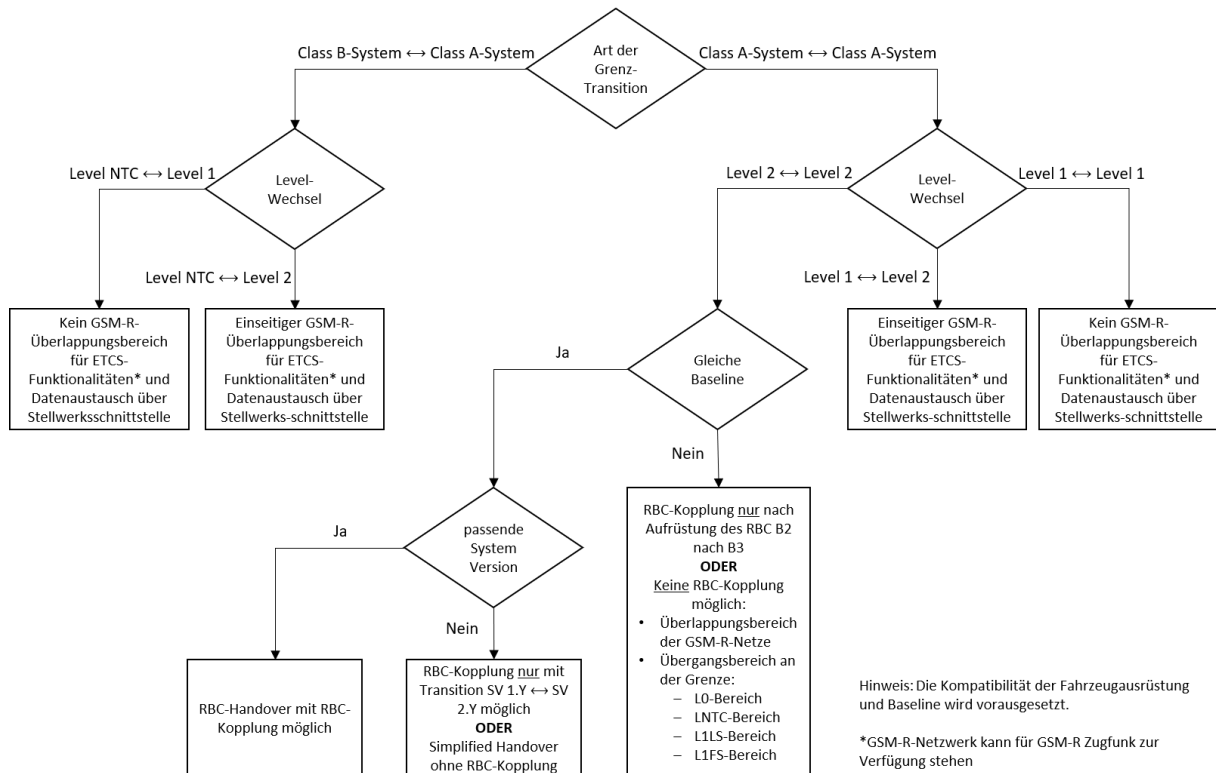 Class B-System ↔ Class A-System
Art der
Grenz-
Transition
Class A-System ↔ Class A-System
Level NTC ↔ Level 1
Level-
Wechsel
Level NTC ↔ Level 2
Level 2 ↔ Level 2
Level-
Wechsel
Level 1 ↔ Level 1
Level 1 ↔ Level 2
Kein GSM-R-
Überlappungsbereich
für ETCS-
Funktionalitäten* und
Datenaustausch über
Stellwerksschnittstelle
Einseitiger GSM-R-
Überlappungsbereich
für ETCS-
Funktionalitäten* und
Datenaustausch über
Stellwerks-schnittstelle
Gleiche
Baseline
Einseitiger GSM-R-
Überlappungsbereich
für ETCS-
Funktionalitäten* und
Datenaustausch über
Stellwerks-schnittstelle
Kein GSM-R-
Überlappungsbereich
für ETCS-
Funktionalitäten* und
Datenaustausch über
Stellwerks-schnittstelle
Ja
Nein
passende
System
Version
Ja
Nein
RBC-Handover mit RBC-
Kopplung möglich
RBC-Kopplung nur mit
Transition SV 1.Y ↔ SV
2.Y möglich
ODER
Simplified Handover
ohne RBC-Kopplung
RBC-Kopplung nur nach
Aufrüstung des RBC B2
nach B3
ODER
Keine RBC-Kopplung
möglich:
• Überlappungsbereich
der GSM-R-Netze
• Übergangsbereich an
der Grenze:
– L0-Bereich
– LNTC-Bereich
– L1LS-Bereich
– L1FS-Bereich
Hinweis: Die Kompatibilität der Fahrzeugausrüstung
und Baseline wird vorausgesetzt.
*GSM-R-Netzwerk kann für GSM-R Zugfunk zur
Verfügung stehen